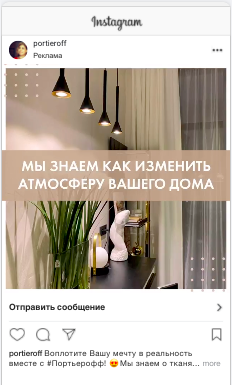 Instagram
portieroff
Реклама
МЫ ЗНАЕМ КАК ИЗМЕНИТЬ
АТМОСФЕРУ ВАШЕГО ДОМА
Отправить сообщение
portieroff Воплотите Вашу мечту в реальность
вместе с #Портьерофф! 😍 Мы знаем о ткана... more